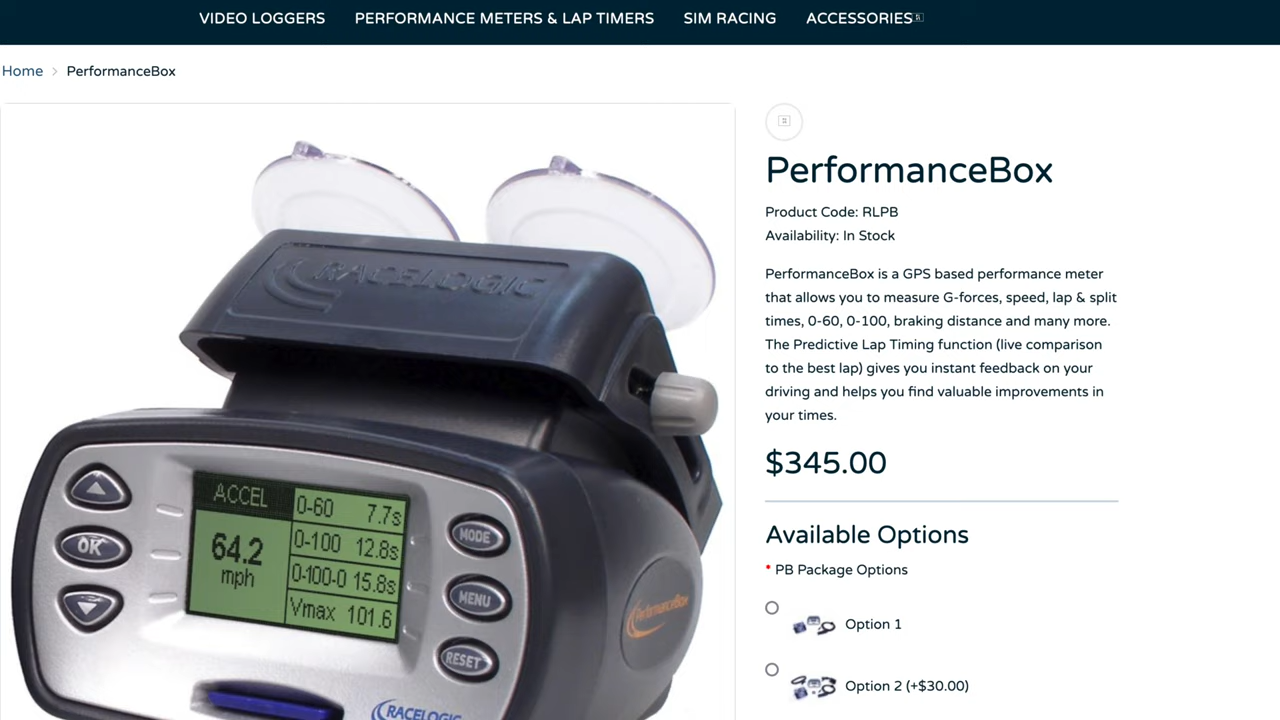 VIDEO LOGGERS PERFORMANCE METERS & LAP TIMERS SIM RACING ACCESSORIES
Home > PerformanceBox
RACELOGIC
ACCEL
64.2
mph
0-60 7.7s
0-100 12.8s
0-100-0 15.8s
Vmax 101.6
OK
MODE
MENU
RESET
PerformanceBox
RACELOGIC
PerformanceBox
Product Code: RLPB
Availability: In Stock
PerformanceBox is a GPS based performance meter
that allows you to measure G-forces, speed, lap & split
times, 0-60, 0-100, braking distance and many more.
The Predictive Lap Timing function (live comparison
to the best lap) gives you instant feedback on your
driving and helps you find valuable improvements in
your times.
$345.00
Available Options
* PB Package Options
Option 1
Option 2 (+$30.00)